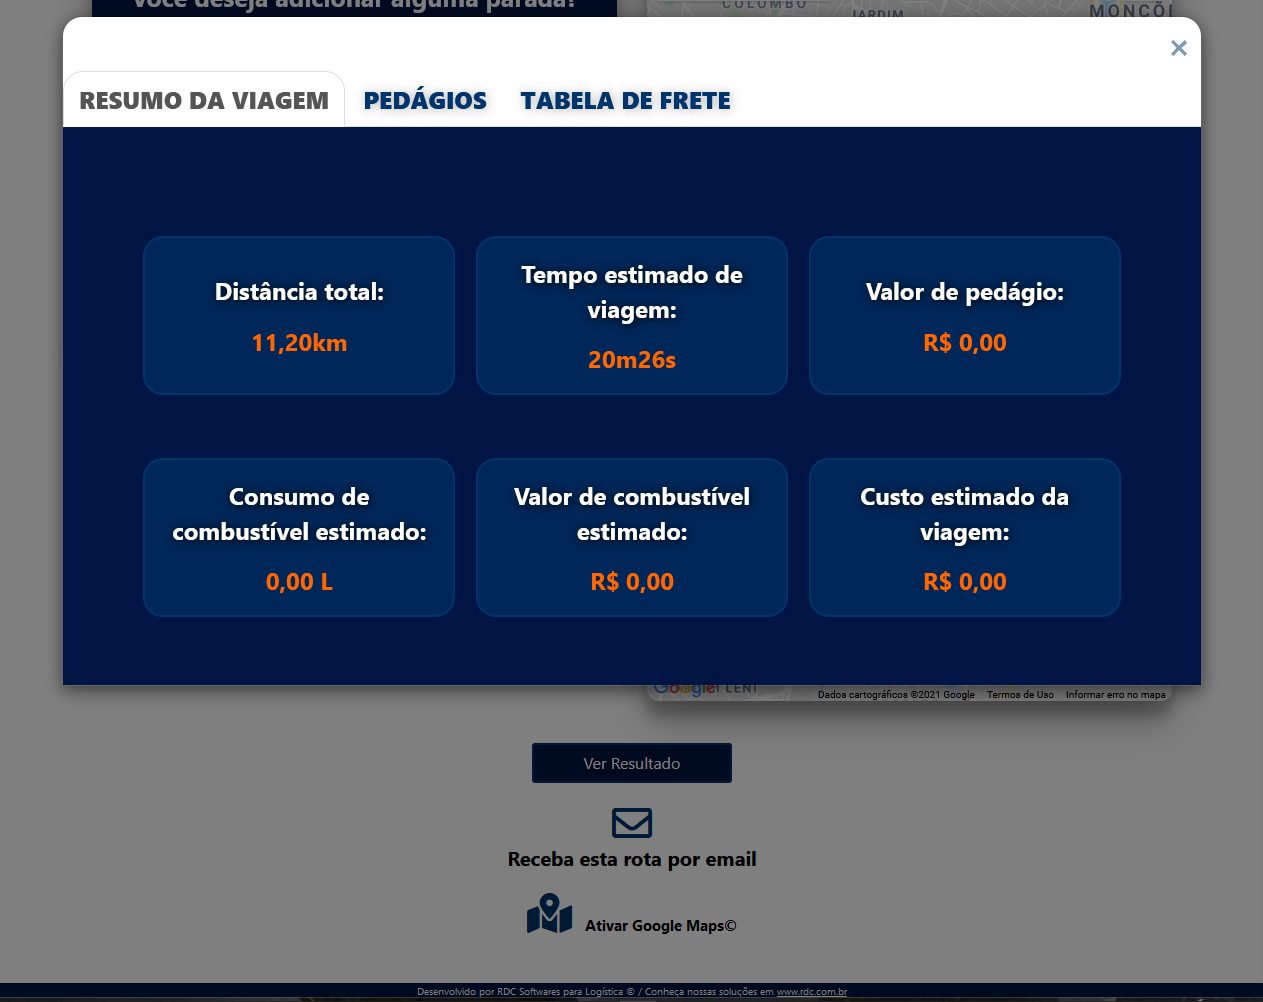 Você deseja adicionar alguma parada?
COLOMBO
JARDIM
MONÇÕ
×
RESUMO DA VIAGEM
PEDÁGIOS
TABELA DE FRETE
Distância total:
11,20km
Tempo estimado de
viagem:
20m26s
Valor de pedágio:
R$ 0,00
Consumo de
combustível estimado:
0,00 L
Valor de combustível
estimado:
R$ 0,00
Custo estimado da
viagem:
R$ 0,00
Google
LENI
Dados cartográficos ©2021 Google
Termos de Uso
Informar erro no mapa
Ver Resultado
Receba esta rota por email
Ativar Google Maps©
Desenvolvido por RDC Softwares para Logística © / Conheça nossas soluções em www.rdc.com.br